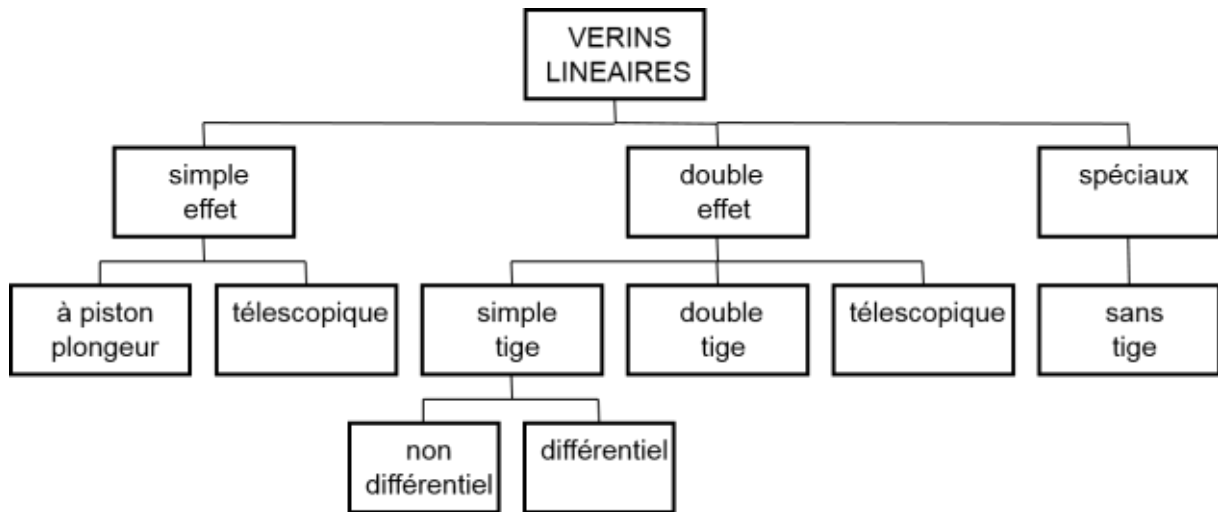 VERINS
LINEAIRES
simple
effet
double
effet
spéciaux
à piston
plongeur
télescopique
simple
tige
double
tige
télescopique
sans
tige
non
différentiel
différentiel